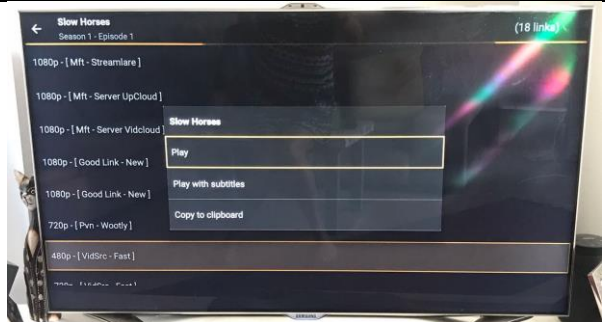 Slow Horses
Season 1 - Episode 1
(18 links)
1080p - [ Mft - Streamlare ]
1080p - [ Mft - Server UpCloud ]
1080p - [ Mft - Server Vidcloud ]
1080p - [ Good Link - New ]
1080p - [ Good Link - New ]
720p - [ Pvn - Wootly ]
480p - [ VidSrc - Fast ]
Slow Horses
Play
Play with subtitles
Copy to clipboard
SAMSUNG